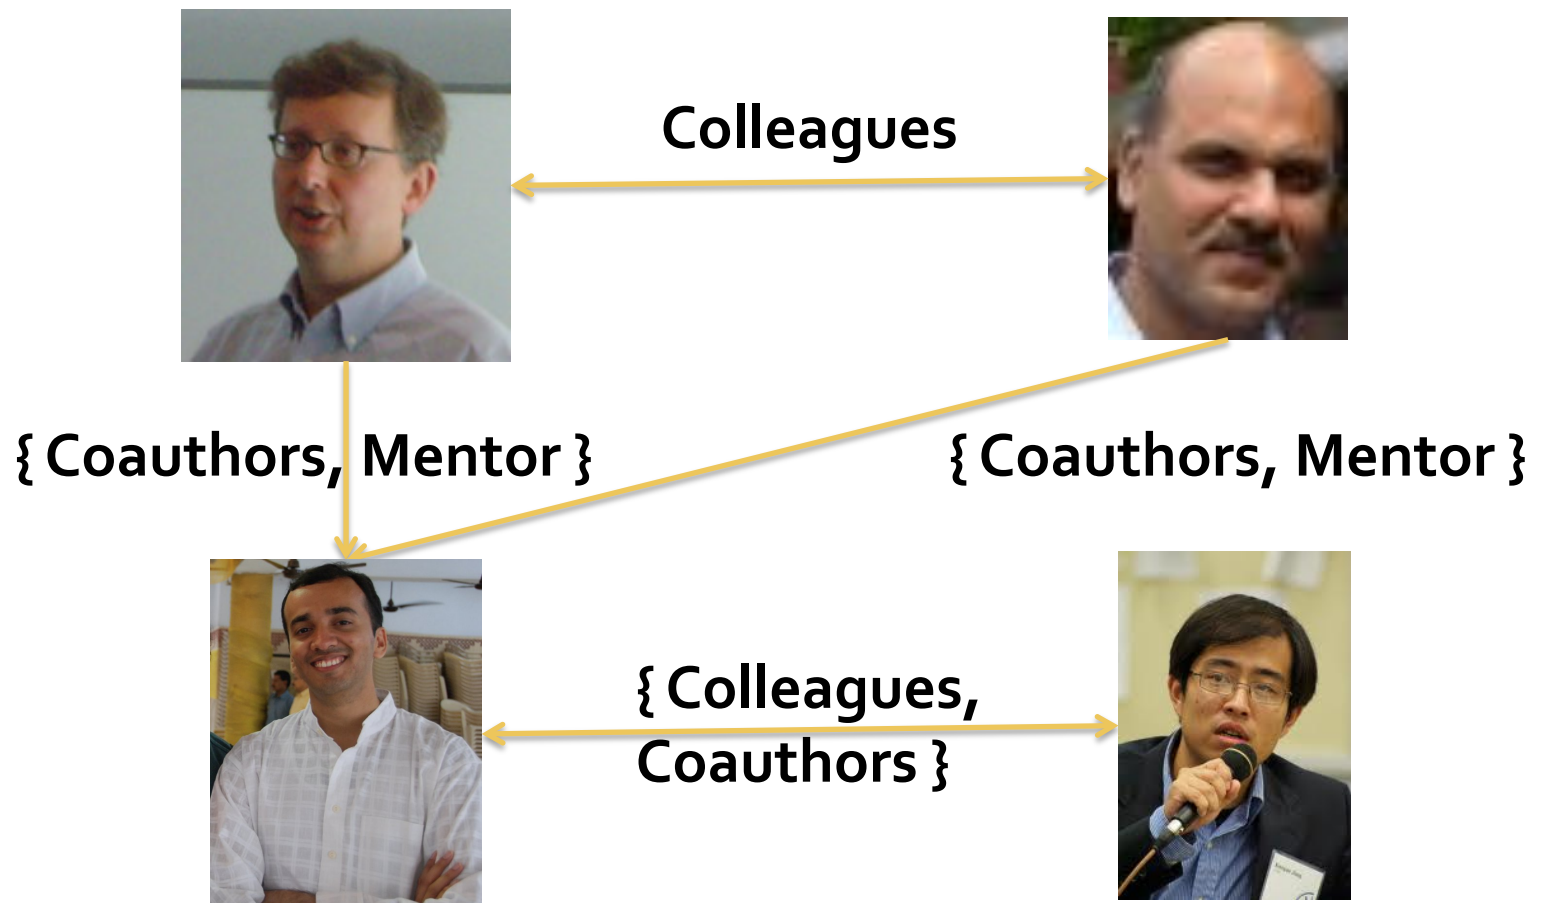 Colleagues
{ Coauthors, Mentor }
{ Coauthors, Mentor }
{ Colleagues,
Coauthors }